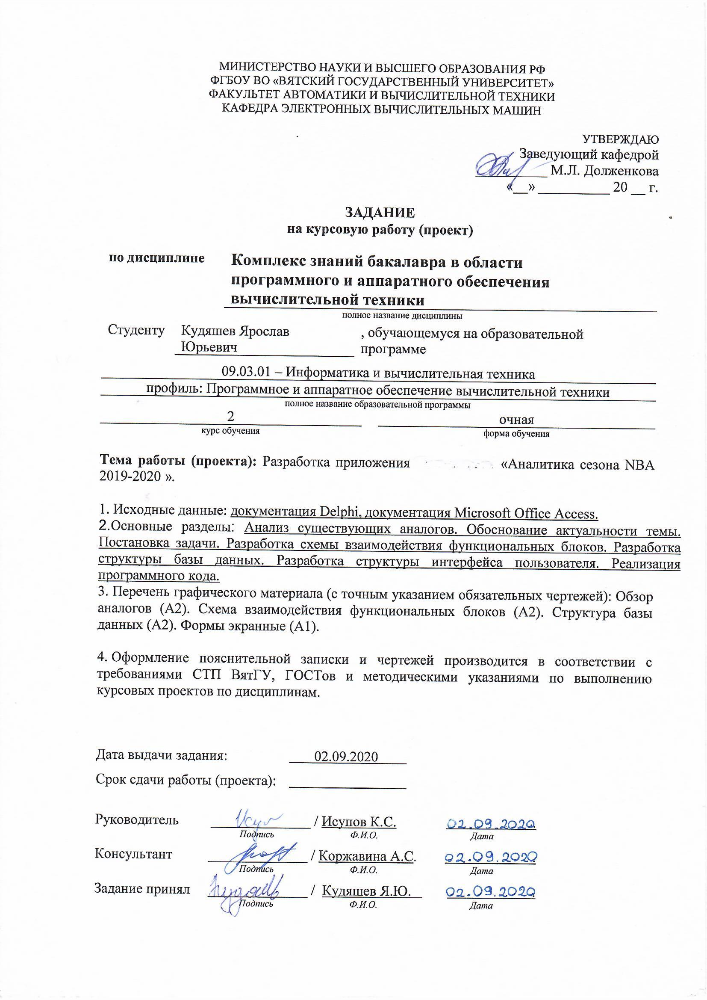 МИНИСТЕРСТВО НАУКИ И ВЫСШЕГО ОБРАЗОВАНИЯ РФ
ФГБОУ ВО «ВЯТСКИЙ ГОСУДАРСТВЕННЫЙ УНИВЕРСИТЕТ»
ФАКУЛЬТЕТ АВТОМАТИКИ И ВЫЧИСЛИТЕЛЬНОЙ ТЕХНИКИ
КАФЕДРА ЭЛЕКТРОННЫХ ВЫЧИСЛИТЕЛЬНЫХ МАШИН
УТВЕРЖДАЮ
Заведующий кафедрой
__________ М.Л. Долженкова
«__» __________ 20 __ г.
ЗАДАНИЕ
на курсовую работу (проект)
по дисциплине Комплекс знаний бакалавра в области
программного и аппаратного обеспечения
вычислительной техники
полное название дисциплины
Студенту Кудяшев Ярослав , обучающемуся на образовательной
Юрьевич программе
09.03.01 – Информатика и вычислительная техника
профиль: Программное и аппаратное обеспечение вычислительной техники
полное название образовательной программы
2 очная
курс обучения форма обучения
Тема работы (проекта): Разработка приложения «Аналитика сезона NBA
2019-2020 ».
1. Исходные данные: документация Delphi, документация Microsoft Office Access.
2.Основные разделы: Анализ существующих аналогов. Обоснование актуальности темы.
Постановка задачи. Разработка схемы взаимодействия функциональных блоков. Разработка
структуры базы данных. Разработка структуры интерфейса пользователя. Реализация
программного кода.
3. Перечень графического материала (с точным указанием обязательных чертежей): Обзор
аналогов (А2). Схема взаимодействия функциональных блоков (А2). Структура базы
данных (А2). Формы экранные (А1).
4. Оформление пояснительной записки и чертежей производится в соответствии с
требованиями СТП ВятГУ, ГОСТов и методическими указаниями по выполнению
курсовых проектов по дисциплинам.
Дата выдачи задания: 02.09.2020
Срок сдачи работы (проекта):
Руководитель / Исупов К.С. 02.09.2020
Подпись Ф.И.О. Дата
Консультант / Коржавина А.С. 02.09.2020
Подпись Ф.И.О. Дата
Задание принял / Кудяшев Я.Ю. 02.09.2020
Подпись Ф.И.О. Дата